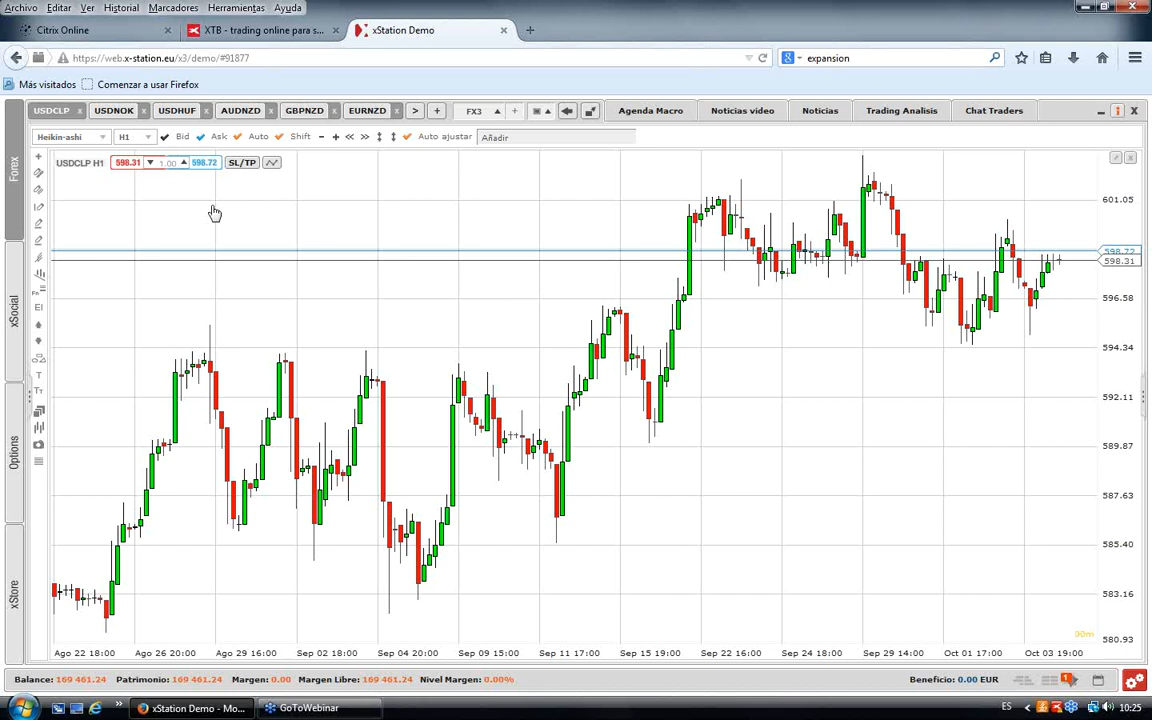 Archivo Editar Ver Historial Marcadores Herramientas Ayuda
Citrix Online XTB - trading online para s... xStation Demo
https://web.x-station.eu/x3/demo/#91877 expansion
Más visitados Comenzar a usar Firefox
USDCLP USDNOK USDHUF AUDNZD GBPNZD EURNZD FX3 Agenda Macro Noticias video Noticias Trading Analisis Chat Traders
Heikin-ashi H1 Bid Ask Auto Shift Auto ajustar Añadir
USDCLP H1 598.31 1.00 598.72 SL/TP
Forex
xSocial
Options
xStore
601.05
598.72
598.31
596.58
594.34
592.11
589.87
587.63
585.40
583.16
580.93
Ago 22 18:00 Ago 26 20:00 Ago 29 16:00 Sep 02 18:00 Sep 04 20:00 Sep 09 15:00 Sep 11 17:00 Sep 15 19:00 Sep 22 16:00 Sep 24 18:00 Sep 29 14:00 Oct 01 17:00 Oct 03 19:00
Balance: 169 461.24 Patrimonio: 169 461.24 Margen: 0.00 Margen Libre: 169 461.24 Nivel Margen: 0.00% Beneficio: 0.00 EUR
xStation Demo - Mo... GoToWebinar ES 10:25